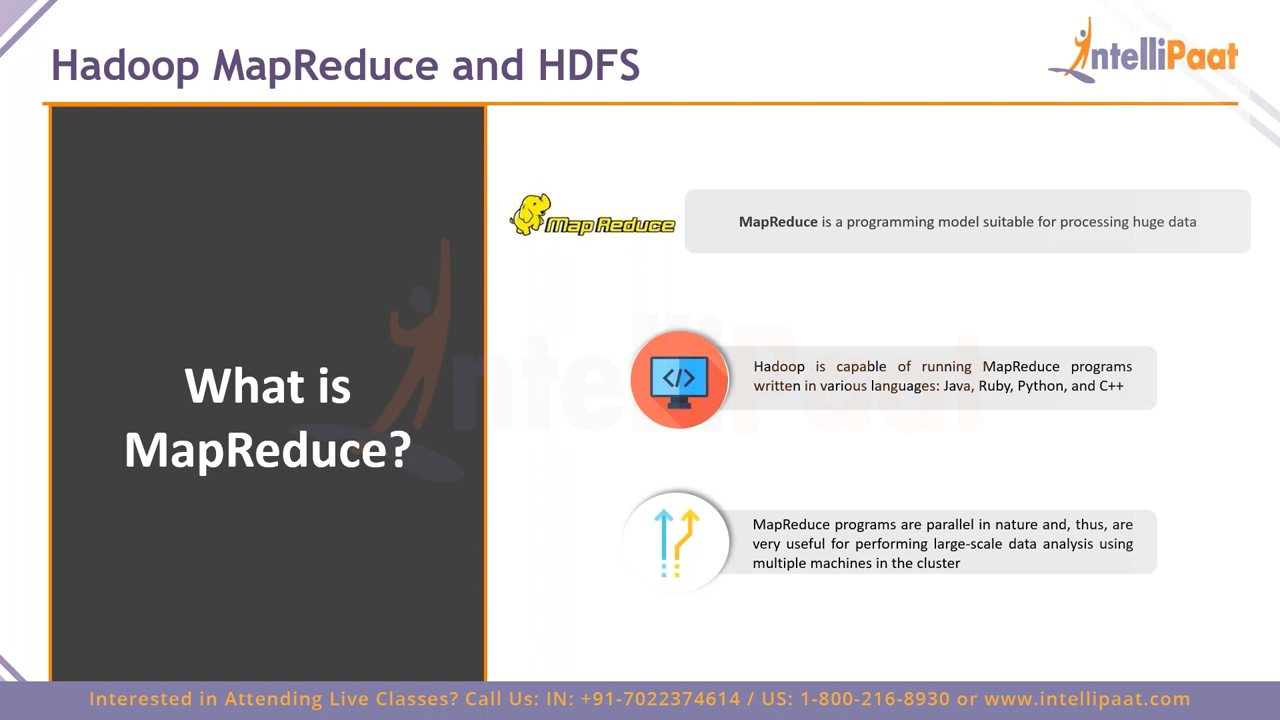 Hadoop MapReduce and HDFS
IntelliPaat
What is
MapReduce?
Map Reduce
MapReduce is a programming model suitable for processing huge data
Hadoop is capable of running MapReduce programs
written in various languages: Java, Ruby, Python, and C++
MapReduce programs are parallel in nature and, thus, are
very useful for performing large-scale data analysis using
multiple machines in the cluster
IntelliPaat
Interested in Attending Live Classes? Call Us: IN: +91-7022374614 / US: 1-800-216-8930 or www.intellipaat.com